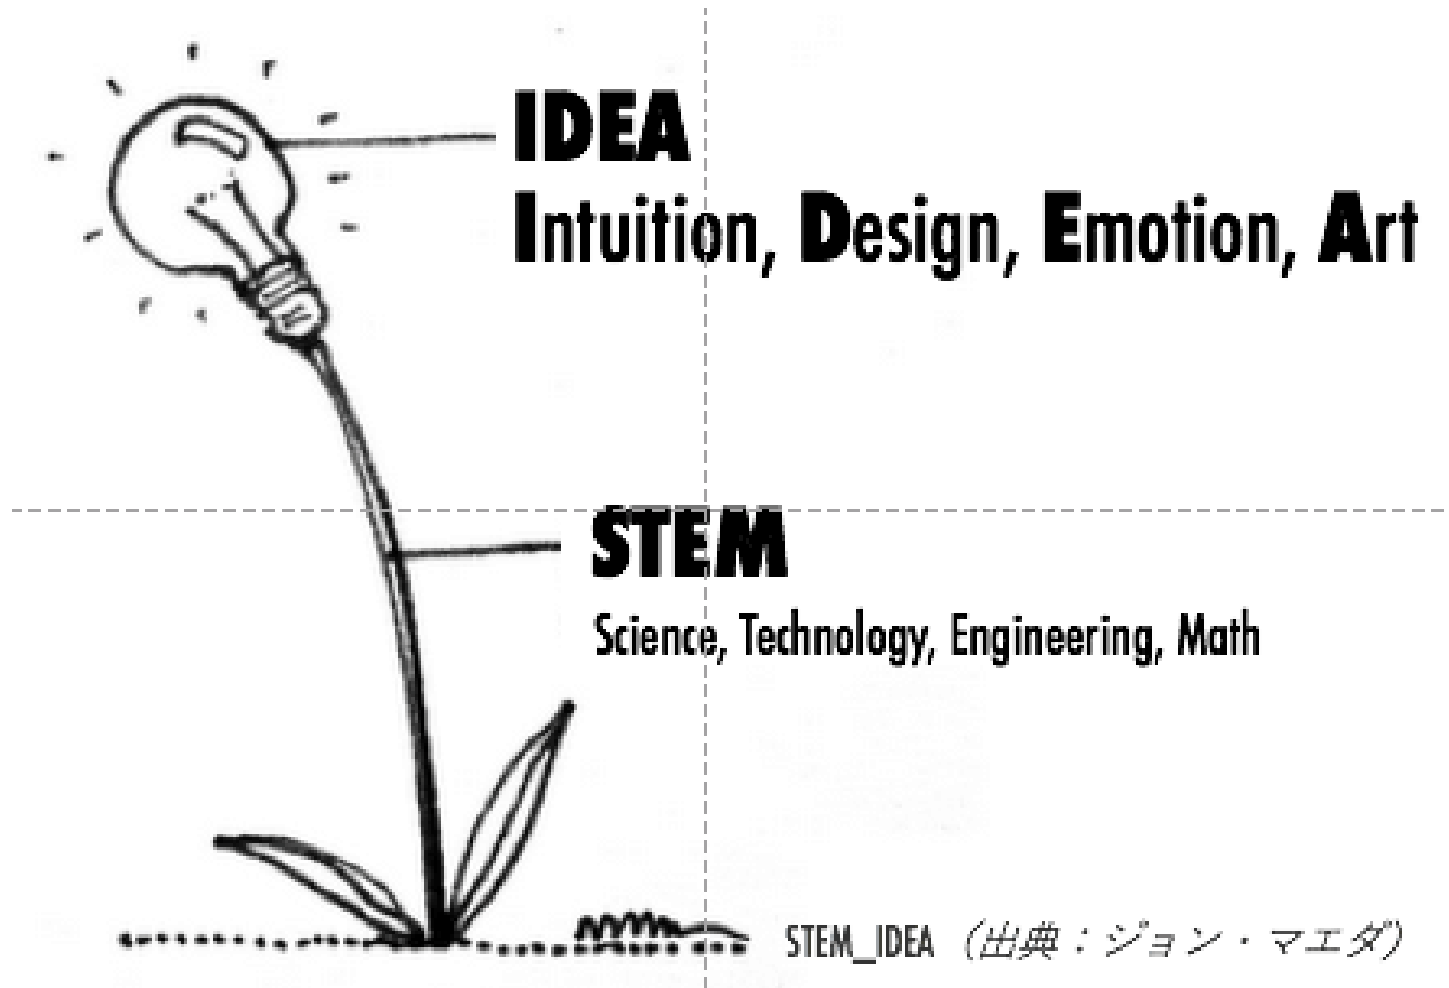 IDEA
Intuition, Design, Emotion, Art
STEM
Science, Technology, Engineering, Math
STEM_IDEA （出典：ジョン・マエダ）